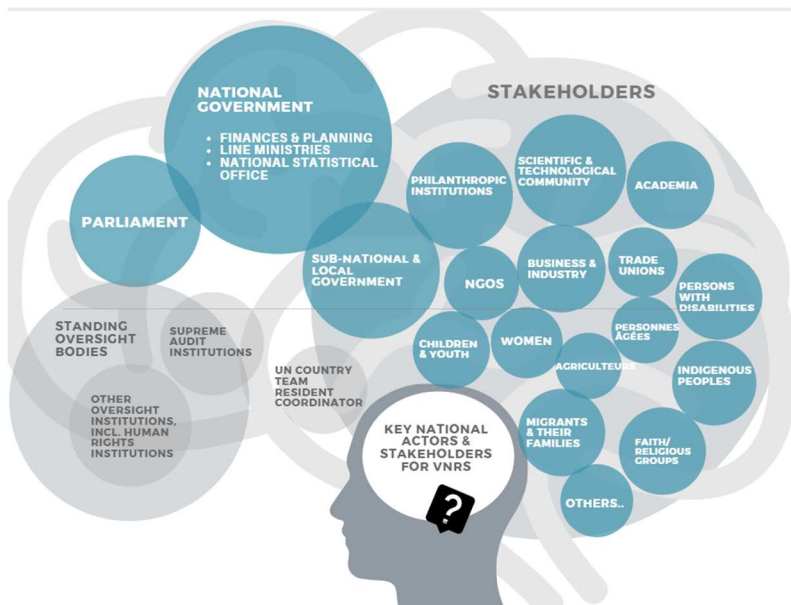 STAKEHOLDERS
NATIONAL
GOVERNMENT
• FINANCES & PLANNING
• LINE MINISTRIES
• NATIONAL STATISTICAL
OFFICE
PARLIAMENT
SUB-NATIONAL &
LOCAL
GOVERNMENT
PHILANTHROPIC
INSTITUTIONS
SCIENTIFIC &
TECHNOLOGICAL
COMMUNITY
ACADEMIA
NGOS
BUSINESS &
INDUSTRY
TRADE
UNIONS
PERSONS
WITH
DISABILITIES
CHILDREN
& YOUTH
WOMEN
PERSONNES
ÂGÉES
AGRICULTEURS
INDIGENOUS
PEOPLES
MIGRANTS
& THEIR
FAMILIES
FAITH/
RELIGIOUS
GROUPS
OTHERS..
STANDING
OVERSIGHT
BODIES
SUPREME
AUDIT
INSTITUTIONS
OTHER
OVERSIGHT
INSTITUTIONS,
INCL. HUMAN
RIGHTS
INSTITUTIONS
UN COUNTRY
TEAM
RESIDENT
COORDINATOR
KEY NATIONAL
ACTORS &
STAKEHOLDERS
FOR VNRS
?